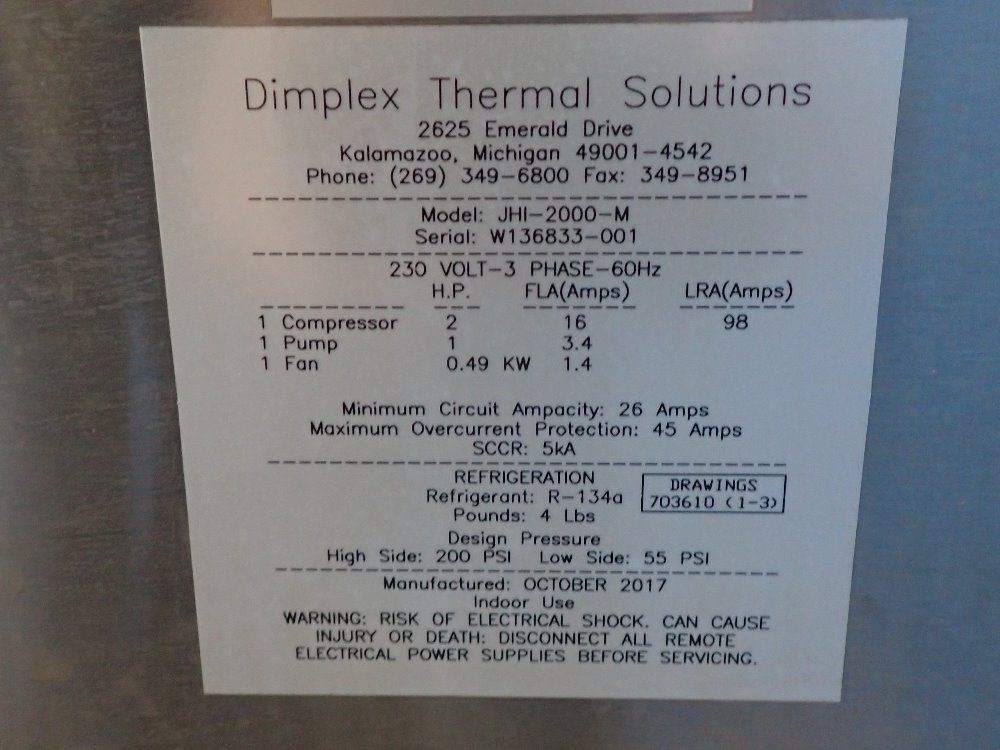 Dimplex Thermal Solutions
2625 Emerald Drive
Kalamazoo, Michigan 49001-4542
Phone: (269) 349-6800 Fax: 349-8951
Model: JHI-2000-M
Serial: W136833-001
230 VOLT-3 PHASE-60Hz
H.P. FLA(Amps) LRA(Amps)
1 Compressor 2 16 98
1 Pump 1 3.4
1 Fan 0.49 KW 1.4
Minimum Circuit Ampacity: 26 Amps
Maximum Overcurrent Protection: 45 Amps
SCCR: 5kA
REFRIGERATION
Refrigerant: R-134a
Pounds: 4 Lbs
DRAWINGS
703610 (1-3)
Design Pressure
High Side: 200 PSI Low Side: 55 PSI
Manufactured: OCTOBER 2017
Indoor Use
WARNING: RISK OF ELECTRICAL SHOCK. CAN CAUSE
INJURY OR DEATH: DISCONNECT ALL REMOTE
ELECTRICAL POWER SUPPLIES BEFORE SERVICING.